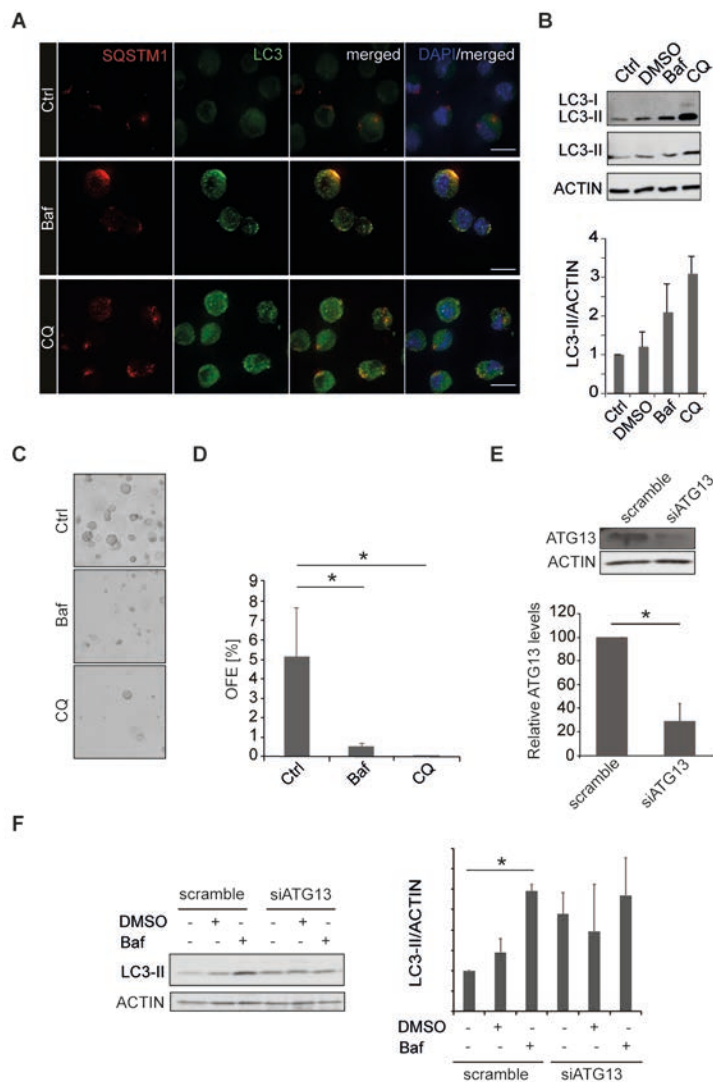 A
SQSTM1 LC3 merged DAPI/merged
Ctrl
Baf
CQ
B
Ctrl DMSO Baf CQ
LC3-I
LC3-II
LC3-II
ACTIN
LC3-II/ACTIN
4
3
2
1
0
Ctrl DMSO Baf CQ
C
Ctrl
Baf
CQ
D
OFE [%]
9
8
7
6
5
4
3
2
1
0
* 
*
Ctrl Baf CQ
E
scramble siATG13
ATG13
ACTIN
Relative ATG13 levels
120
100
80
60
40
20
0
*
scramble siATG13
F
scramble siATG13
DMSO - + - - + -
Baf - - + - - +
LC3-II
ACTIN
LC3-II/ACTIN
*
DMSO - + - - + -
Baf - - + - - +
scramble siATG13